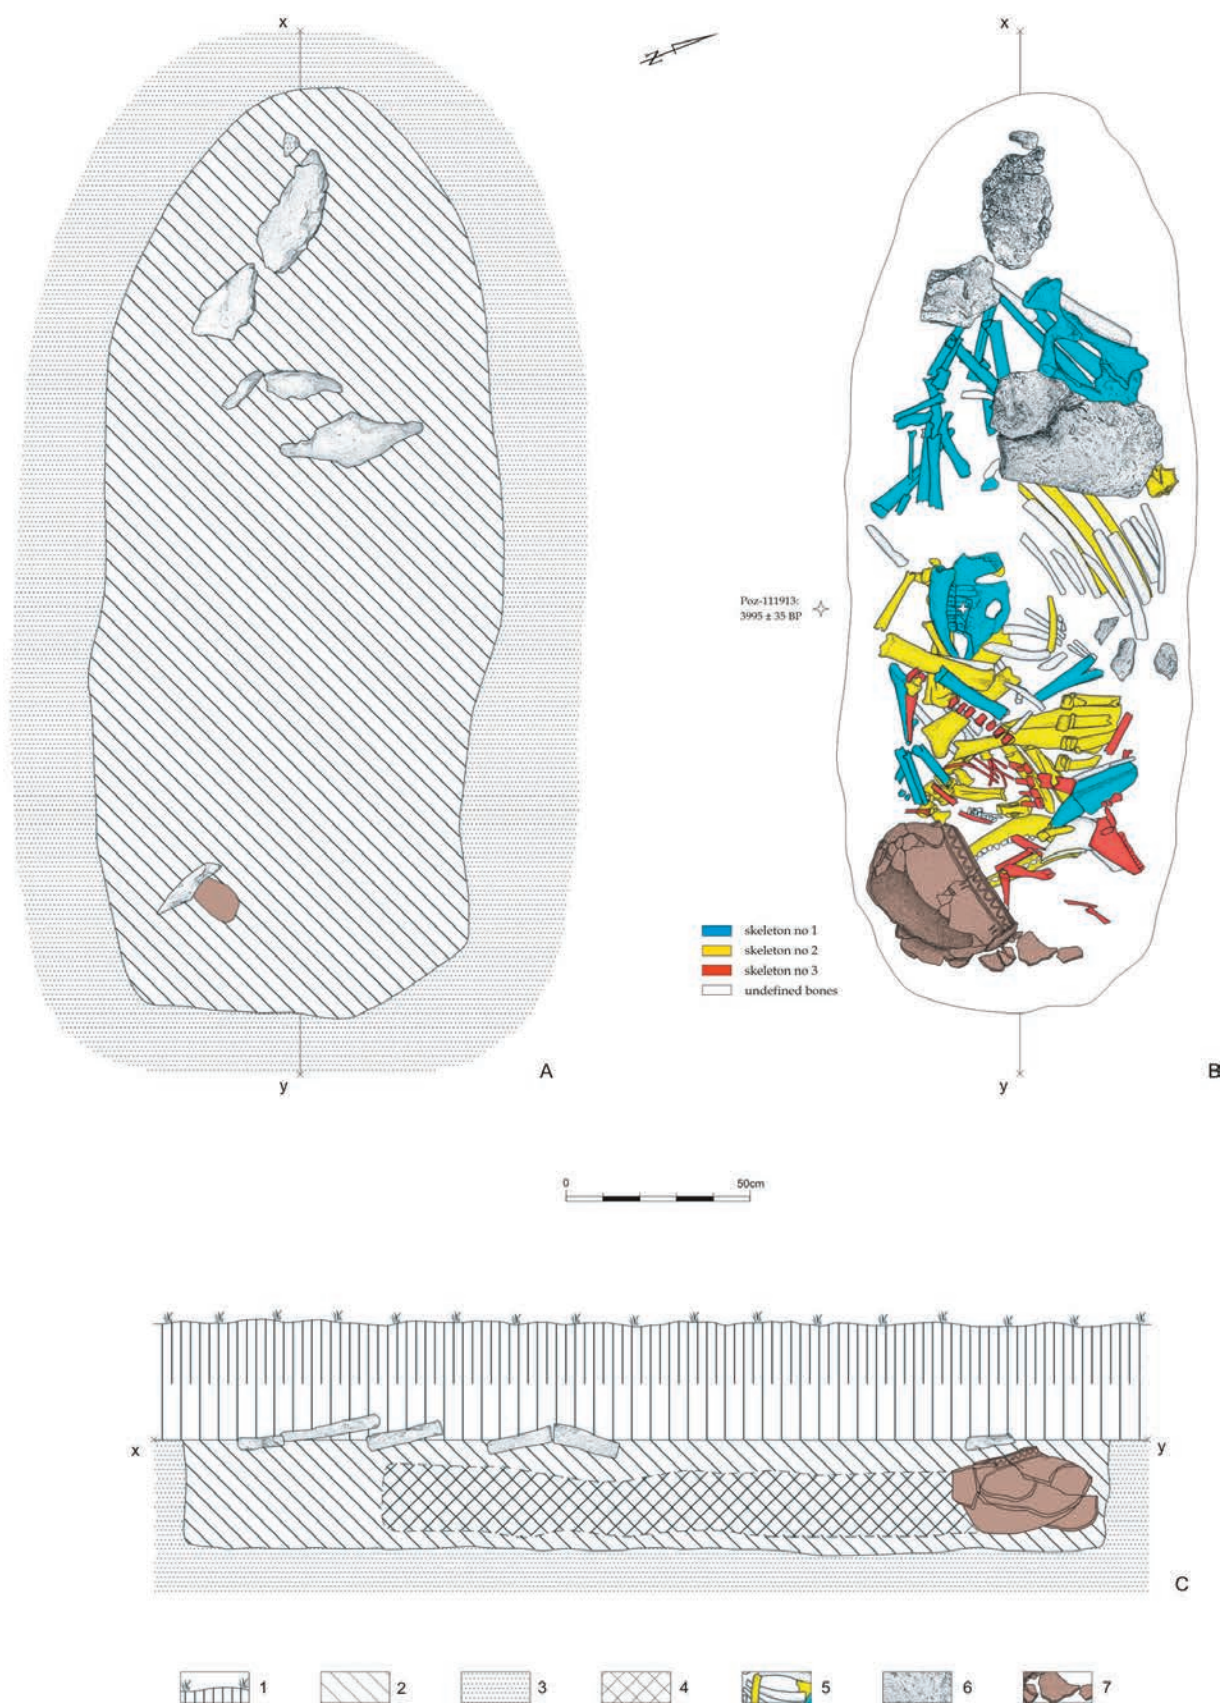 x
N
x
Poz-111913:
3995 ± 35 BP
skeleton no 1
skeleton no 2
skeleton no 3
undefined bones
A
y
y
B
0 50cm
x
y
C
1 2 3 4 5 6 7